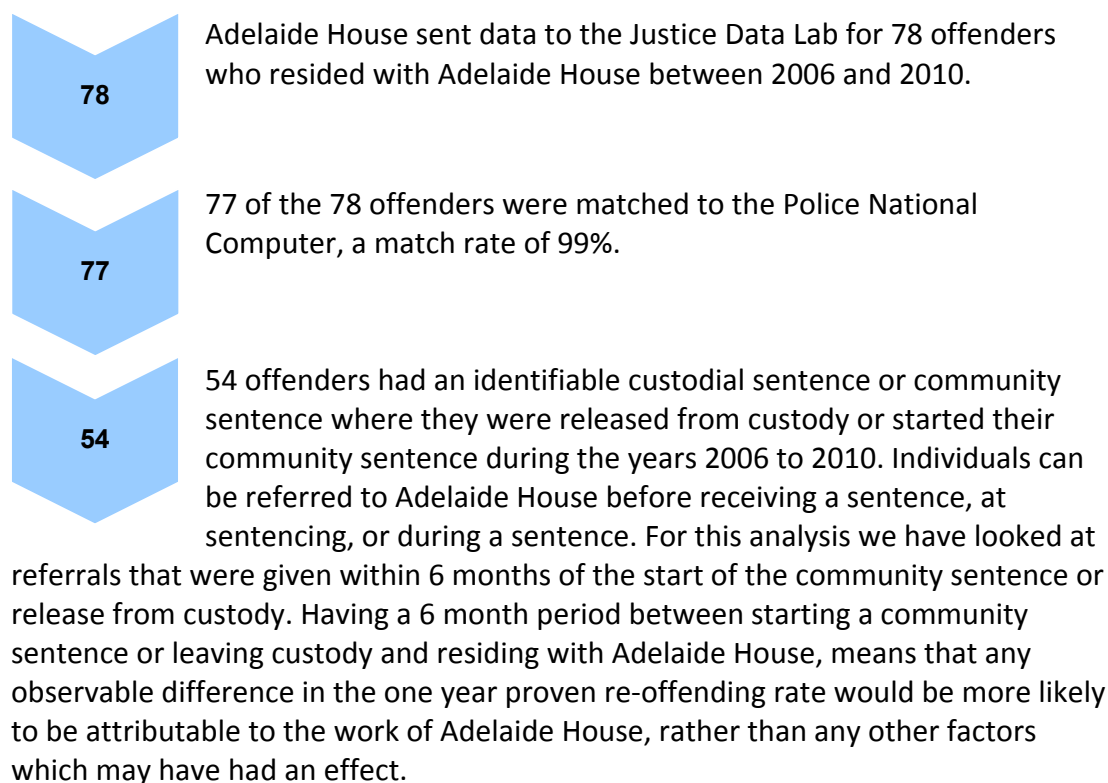 Adelaide House sent data to the Justice Data Lab for 78 offenders
who resided with Adelaide House between 2006 and 2010.
78
77 of the 78 offenders were matched to the Police National
Computer, a match rate of 99%.
77
54 offenders had an identifiable custodial sentence or community
sentence where they were released from custody or started their
54
community sentence during the years 2006 to 2010. Individuals can
be referred to Adelaide House before receiving a sentence, at
sentencing, or during a sentence. For this analysis we have looked at
referrals that were given within 6 months of the start of the community sentence or
release from custody. Having a 6 month period between starting a community
sentence or leaving custody and residing with Adelaide House, means that any
observable difference in the one year proven re-offending rate would be more likely
to be attributable to the work of Adelaide House, rather than any other factors
which may have had an effect.